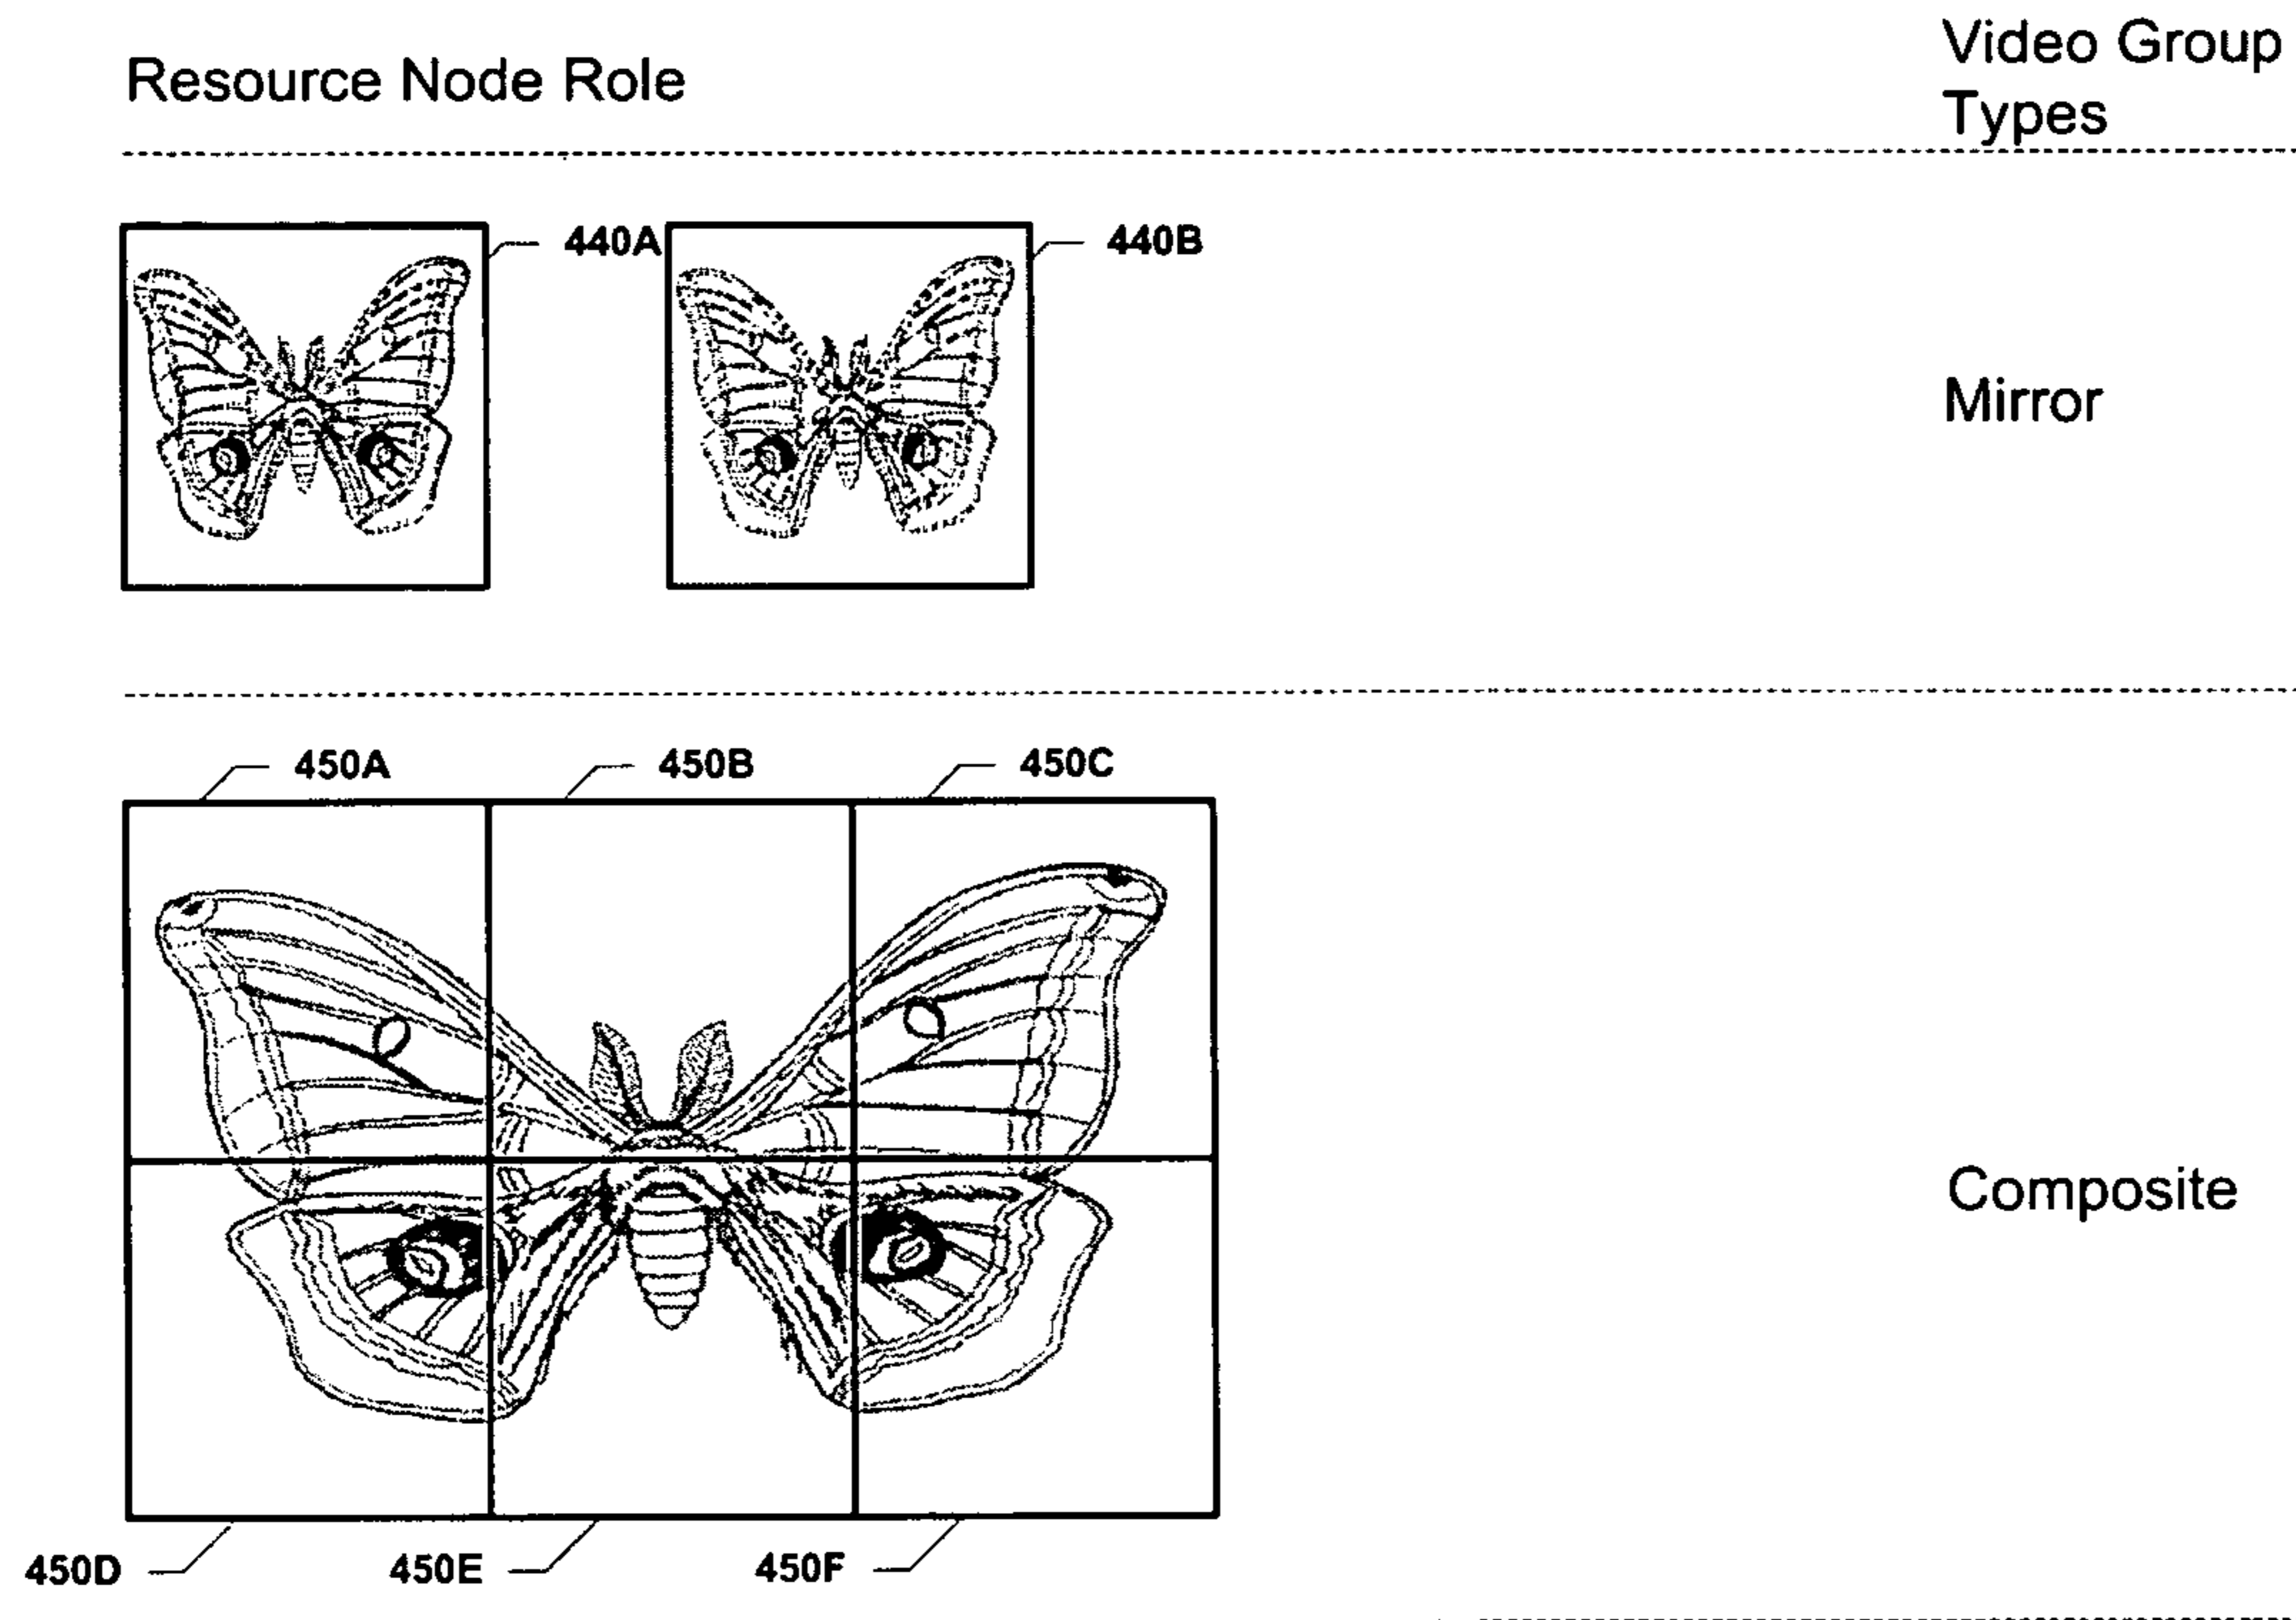 Resource Node Role
Video Group
Types
440A
440B
Mirror
450A
450B
450C
Composite
450D
450E
450F